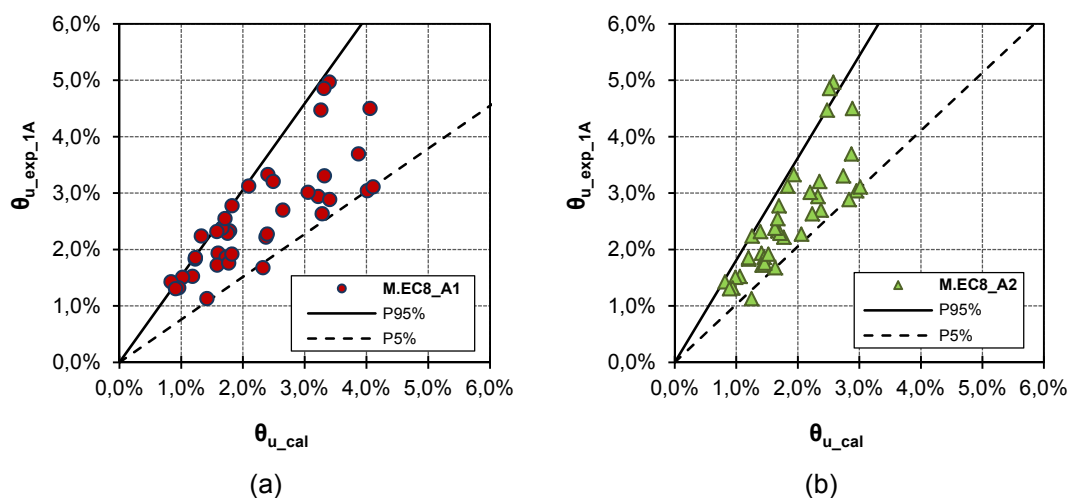 6,0%
5,0%
4,0%
3,0%
2,0%
1,0%
0,0%
θu_exp_1A
0,0% 1,0% 2,0% 3,0% 4,0% 5,0% 6,0%
θu_cal
M.EC8_A1
P95%
P5%
(a)
6,0%
5,0%
4,0%
3,0%
2,0%
1,0%
0,0%
θu_exp_1A
0,0% 1,0% 2,0% 3,0% 4,0% 5,0% 6,0%
θu_cal
M.EC8_A2
P95%
P5%
(b)